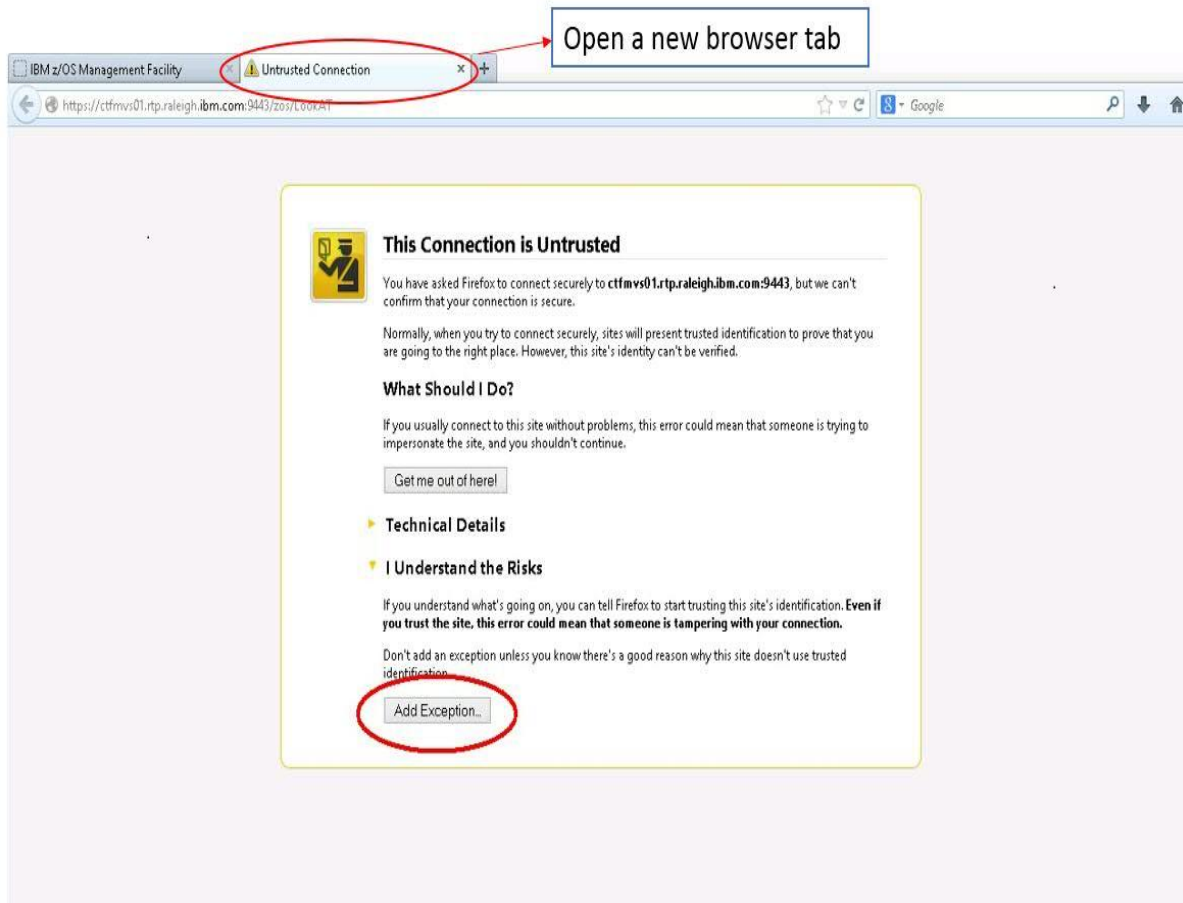 Open a new browser tab
IBM z/OS Management Facility
Untrusted Connection
https://ctfmvs01.rtp.raleigh.ibm.com:9443/zos/LookAT
Google
This Connection is Untrusted
You have asked Firefox to connect securely to ctfmvs01.rtp.raleigh.ibm.com:9443, but we can't
confirm that your connection is secure.
Normally, when you try to connect securely, sites will present trusted identification to prove that you
are going to the right place. However, this site's identity can't be verified.
What Should I Do?
If you usually connect to this site without problems, this error could mean that someone is trying to
impersonate the site, and you shouldn't continue.
Get me out of here!
Technical Details
I Understand the Risks
If you understand what's going on, you can tell Firefox to start trusting this site's identification. Even if
you trust the site, this error could mean that someone is tampering with your connection.
Don't add an exception unless you know there's a good reason why this site doesn't use trusted
identification.
Add Exception...